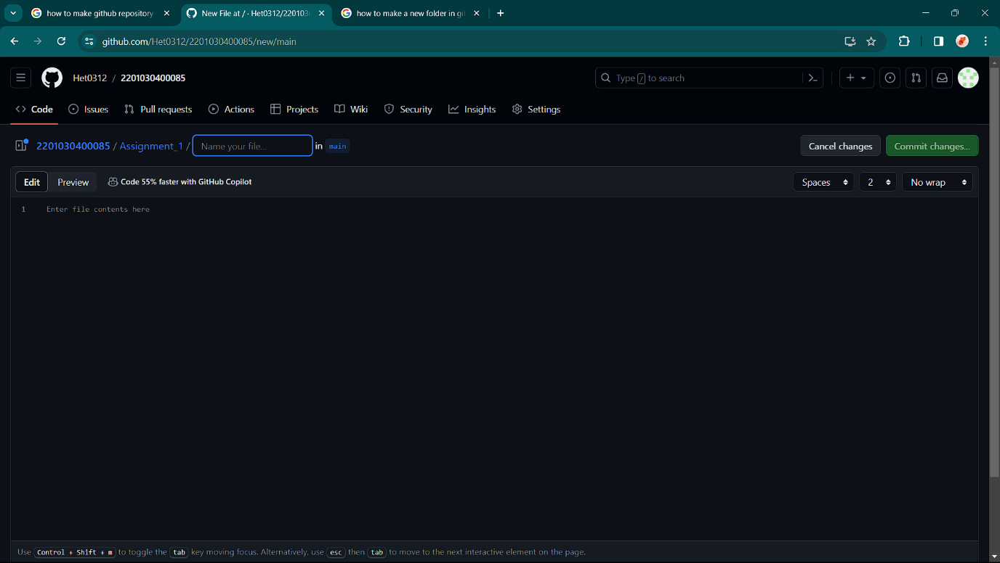 how to make github repository
New File at / · Het0312/220103
how to make a new folder in gi
github.com/Het0312/2201030400085/new/main
Het0312 / 2201030400085
Type / to search
Code
Issues
Pull requests
Actions
Projects
Wiki
Security
Insights
Settings
2201030400085 / Assignment_1 / Name your file... in main
Cancel changes
Commit changes...
Edit
Preview
Code 55% faster with GitHub Copilot
Spaces
2
No wrap
1 Enter file contents here
Use Control + Shift + m to toggle the tab key moving focus. Alternatively, use esc then tab to move to the next interactive element on the page.